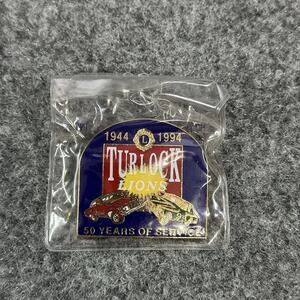 1944 L 1994
TURLOCK
LIONS
50 YEARS OF SERVICE